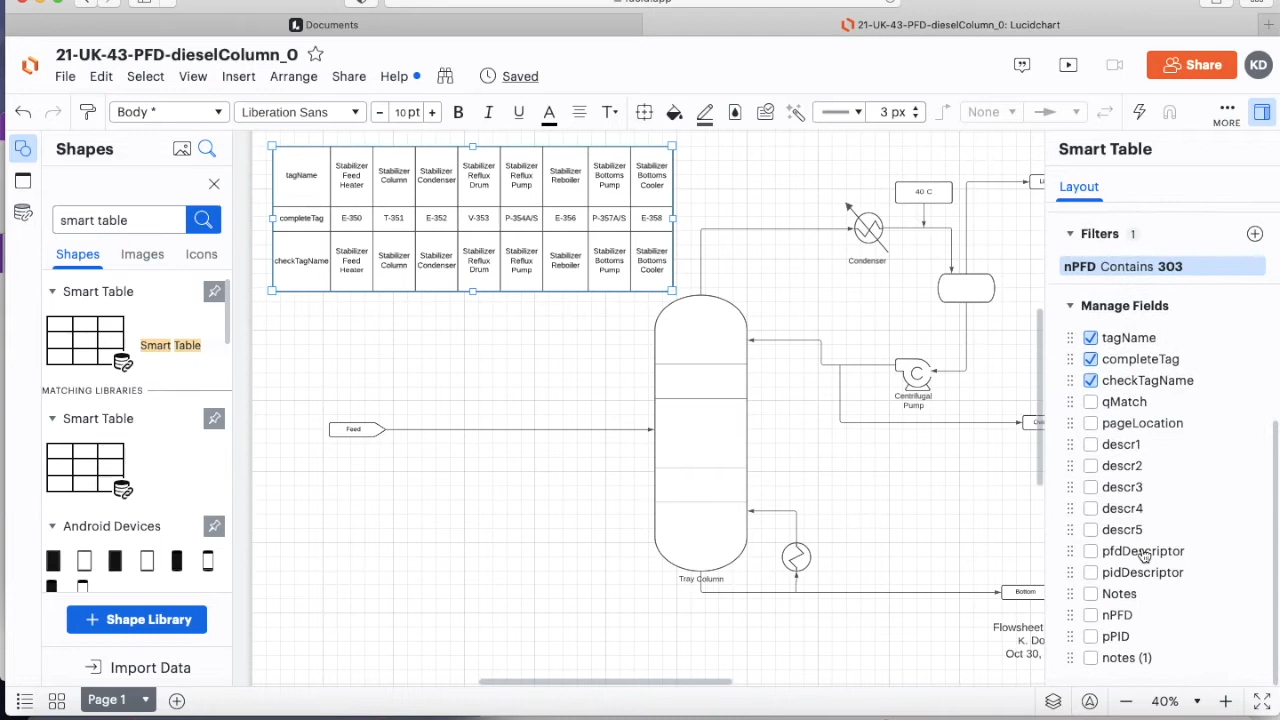 lucid.app
Documents
21-UK-43-PFD-dieselColumn_0: Lucidchart
21-UK-43-PFD-dieselColumn_0
File Edit Select View Insert Arrange Share Help Saved
Share
KD
Body *
Liberation Sans
10 pt
B I U A T
3 px
None
MORE
Shapes
smart table
Shapes Images Icons
Smart Table
Smart Table
MATCHING LIBRARIES
Smart Table
Android Devices
+ Shape Library
Import Data
tagName Stabilizer Feed Heater Stabilizer Column Stabilizer Condenser Stabilizer Reflux Drum Stabilizer Reflux Pump Stabilizer Reboiler Stabilizer Bottoms Pump Stabilizer Bottoms Cooler
completeTag E-350 T-351 E-352 V-353 P-354A/S E-356 P-357A/S E-358
checkTagName Stabilizer Feed Heater Stabilizer Column Stabilizer Condenser Stabilizer Reflux Drum Stabilizer Reflux Pump Stabilizer Reboiler Stabilizer Bottoms Pump Stabilizer Bottoms Cooler
40 C
Condenser
C
Centrifugal
Pump
Feed
Tray Column
Bottom
Flowsheet
K. Do
Oct 30,
Smart Table
Layout
Filters 1
nPFD Contains 303
Manage Fields
tagName
completeTag
checkTagName
qMatch
pageLocation
descr1
descr2
descr3
descr4
descr5
pfdDescriptor
pidDescriptor
Notes
nPFD
pPID
notes (1)
Page 1
40%